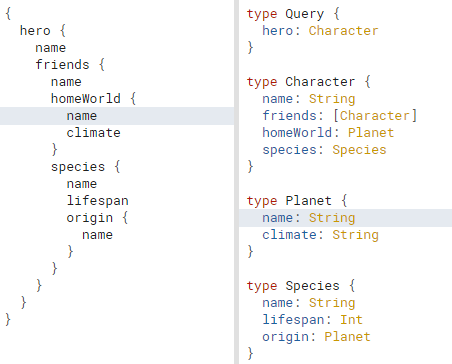 {
  hero {
    name
    friends {
      name
      homeWorld {
        name
        climate
      }
      species {
        name
        lifespan
        origin {
          name
        }
      }
    }
  }
}
type Query {
  hero: Character
}

type Character {
  name: String
  friends: [Character]
  homeWorld: Planet
  species: Species
}

type Planet {
  name: String
  climate: String
}

type Species {
  name: String
  lifespan: Int
  origin: Planet
}